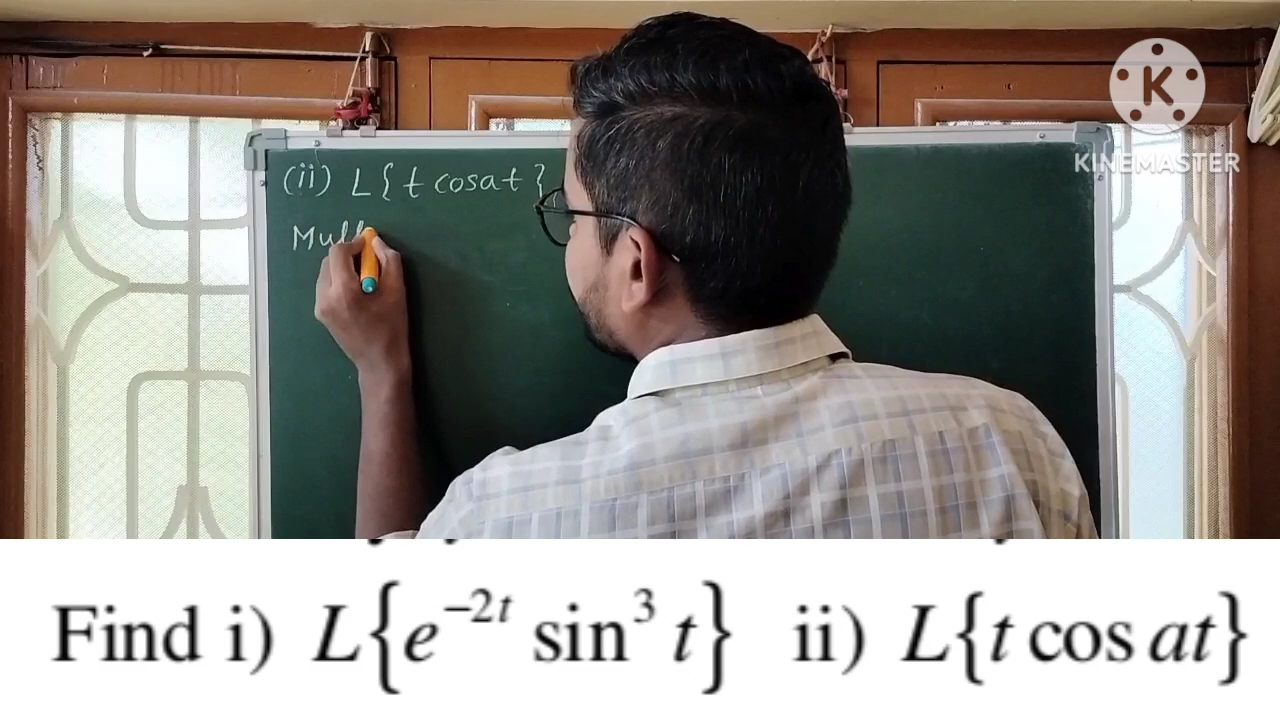 (ii) L{t cosat}
K
KINEMASTER
Find i) L{e^{-2t} sin^3 t} ii) L{t cos at}